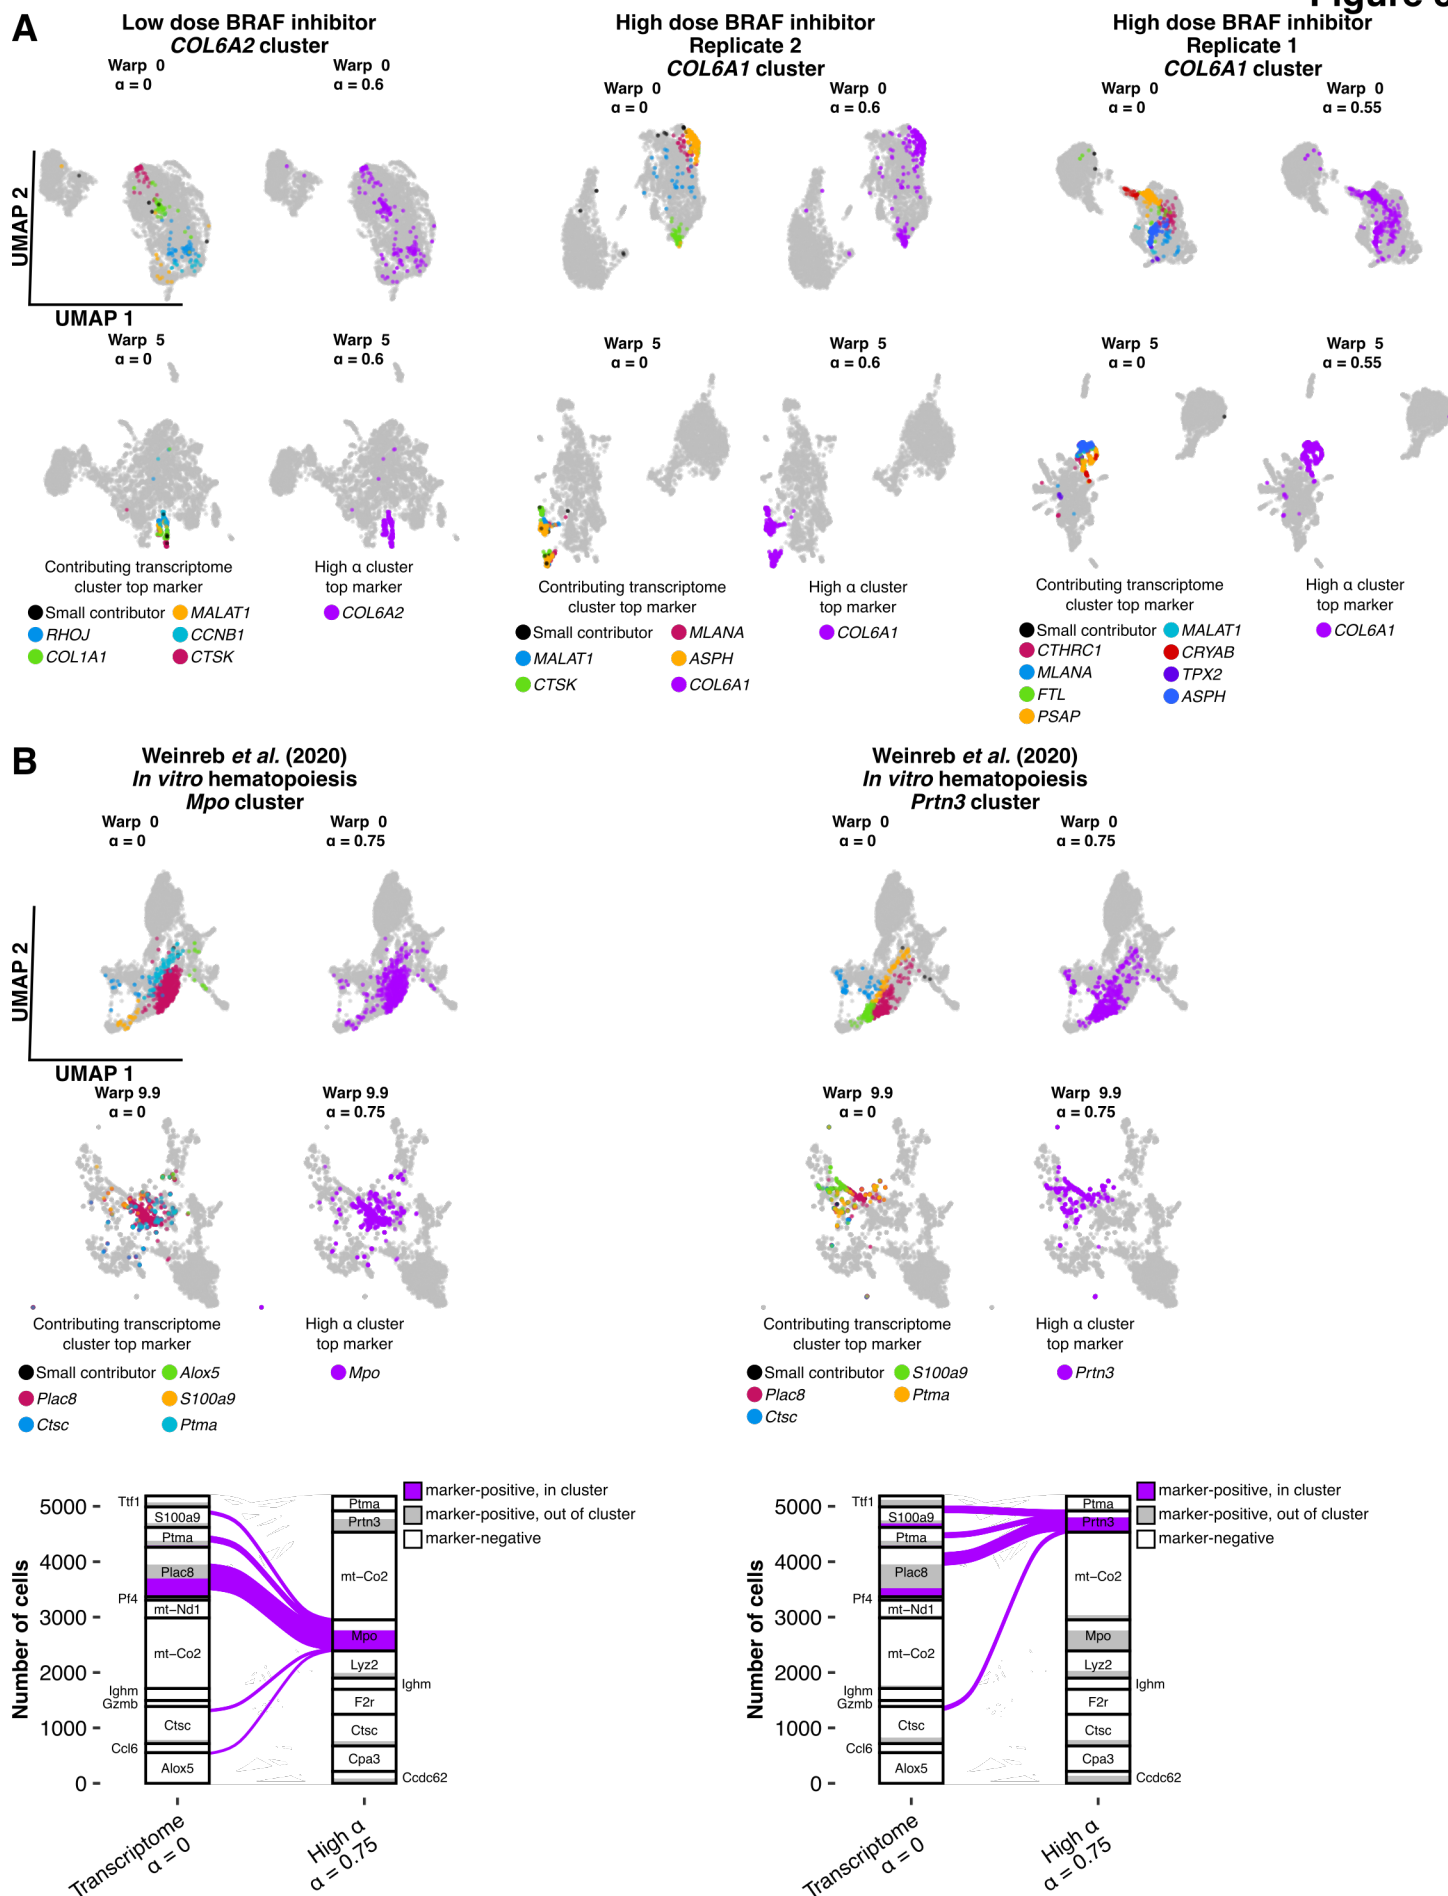 Figure
A
Low dose BRAF inhibitor
COL6A2 cluster
Warp 0
α = 0
Warp 0
α = 0.6
High dose BRAF inhibitor
Replicate 2
COL6A1 cluster
Warp 0
α = 0
Warp 0
α = 0.6
High dose BRAF inhibitor
Replicate 1
COL6A1 cluster
Warp 0
α = 0
Warp 0
α = 0.55
UMAP 2
UMAP 1
Warp 5
α = 0
Warp 5
α = 0.6
Warp 5
α = 0
Warp 5
α = 0.6
Warp 5
α = 0
Warp 5
α = 0.55
Contributing transcriptome
cluster top marker
Small contributor
MALAT1
RHOJ
CCNB1
COL1A1
CTSK
High α cluster
top marker
COL6A2
Contributing transcriptome
cluster top marker
Small contributor
MLANA
MALAT1
ASPH
CTSK
COL6A1
High α cluster
top marker
COL6A1
Contributing transcriptome
cluster top marker
Small contributor
MALAT1
CTHRC1
CRYAB
MLANA
TPX2
FTL
ASPH
PSAP
High α cluster
top marker
COL6A1
B
Weinreb et al. (2020)
In vitro hematopoiesis
Mpo cluster
Warp 0
α = 0
Warp 0
α = 0.75
Weinreb et al. (2020)
In vitro hematopoiesis
Prtn3 cluster
Warp 0
α = 0
Warp 0
α = 0.75
UMAP 2
UMAP 1
Warp 9.9
α = 0
Warp 9.9
α = 0.75
Warp 9.9
α = 0
Warp 9.9
α = 0.75
Contributing transcriptome
cluster top marker
Small contributor
Alox5
Plac8
S100a9
Ctsc
Ptma
High α cluster
top marker
Mpo
Contributing transcriptome
cluster top marker
Small contributor
S100a9
Plac8
Ptma
Ctsc
High α cluster
top marker
Prtn3
Number of cells
5000
4000
3000
2000
1000
0
Ttf1
S100a9
Ptma
Plac8
Pf4
mt−Nd1
mt−Co2
Ighm
Gzmb
Ctsc
Ccl6
Alox5
Ptma
Prtn3
mt−Co2
Mpo
Lyz2
Ighm
F2r
Ctsc
Cpa3
Ccdc62
marker-positive, in cluster
marker-positive, out of cluster
marker-negative
Transcriptome
α = 0
High α
α = 0.75
Number of cells
5000
4000
3000
2000
1000
0
Ttf1
S100a9
Ptma
Plac8
Pf4
mt−Nd1
mt−Co2
Ighm
Gzmb
Ctsc
Ccl6
Alox5
Ptma
Prtn3
mt−Co2
Mpo
Lyz2
Ighm
F2r
Ctsc
Cpa3
Ccdc62
marker-positive, in cluster
marker-positive, out of cluster
marker-negative
Transcriptome
α = 0
High α
α = 0.75